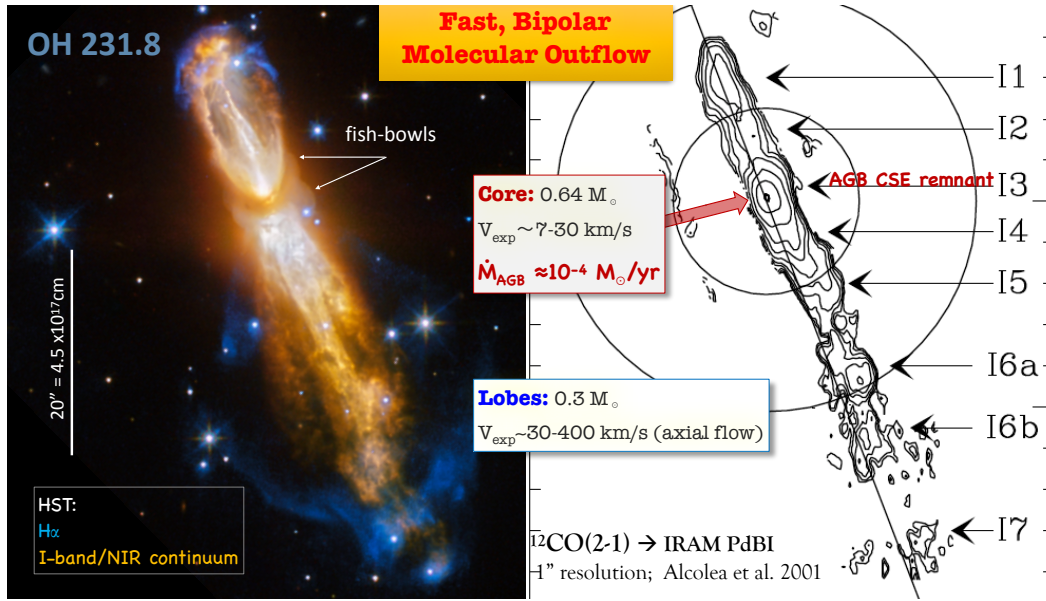 OH 231.8
Fast, Bipolar
Molecular Outflow
fish-bowls
20” = 4.5 x10¹⁷cm
HST:
Hα
I-band/NIR continuum
Core: 0.64 M☉
Vexp~7-30 km/s
ṀAGB ≈10⁻⁴ M☉/yr
Lobes: 0.3 M☉
Vexp~30-400 km/s (axial flow)
I1
I2
AGB CSE remnant
I3
I4
I5
I6a
I6b
I7
¹²CO(2-1) → IRAM PdBI
1” resolution; Alcolea et al. 2001